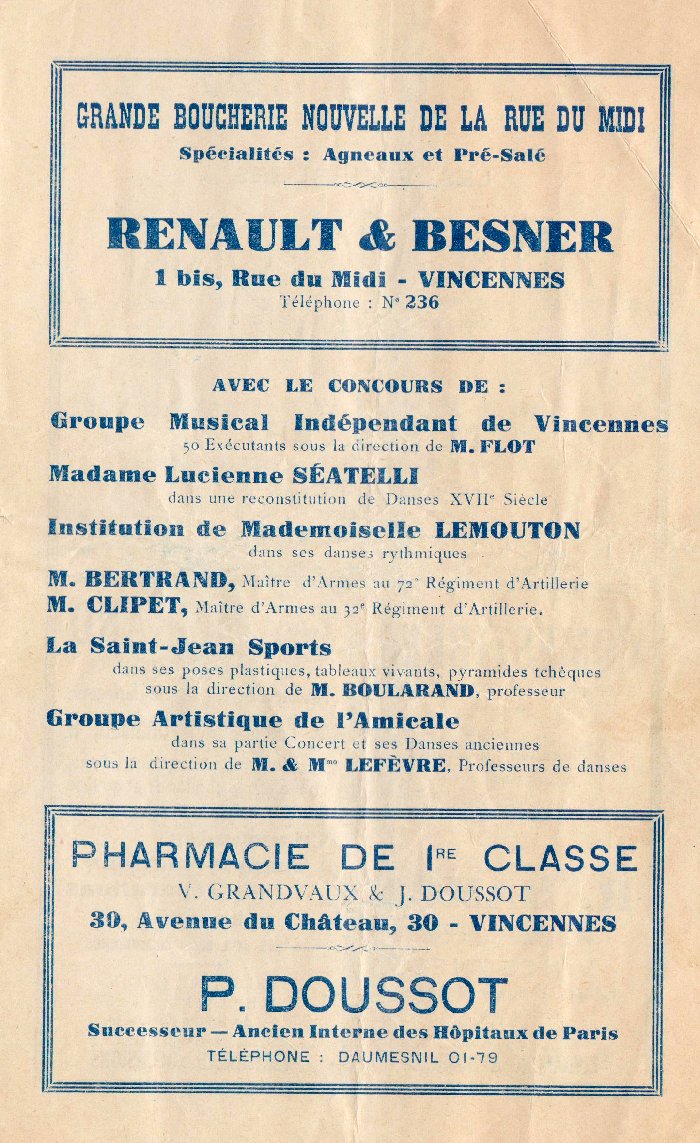 GRANDE BOUCHERIE NOUVELLE DE LA RUE DU MIDI
Spécialités : Agneaux et Pré-Salé
RENAULT & BESNER
1 bis, Rue du Midi - VINCENNES
Téléphone : N° 236
AVEC LE CONCOURS DE :
Groupe Musical Indépendant de Vincennes
50 Exécutants sous la direction de M. FLOT
Madame Lucienne SÉATELLI
dans une reconstitution de Danses XVIIe Siècle
Institution de Mademoiselle LEMOUTON
dans ses danses rythmiques
M. BERTRAND, Maître d'Armes au 72e Régiment d'Artillerie
M. CLIPET, Maître d'Armes au 32e Régiment d'Artillerie.
La Saint-Jean Sports
dans ses poses plastiques, tableaux vivants, pyramides tchèques
sous la direction de M. BOULARAND, professeur
Groupe Artistique de l'Amicale
dans sa partie Concert et ses Danses anciennes
sous la direction de M. & Mme LEFÈVRE, Professeurs de danses
PHARMACIE DE 1RE CLASSE
V. GRANDVAUX & J. DOUSSOT
30, Avenue du Château, 30 - VINCENNES
P. DOUSSOT
Successeur — Ancien Interne des Hôpitaux de Paris
TÉLÉPHONE : DAUMESNIL 01-79